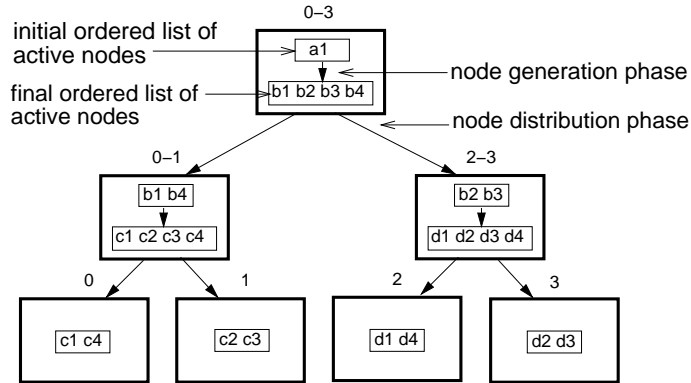 0–3
initial ordered list of
active nodes
a1
node generation phase
final ordered list of
active nodes
b1 b2 b3 b4
node distribution phase
0–1
2–3
b1 b4
b2 b3
c1 c2 c3 c4
d1 d2 d3 d4
0
1
2
3
c1 c4
c2 c3
d1 d4
d2 d3